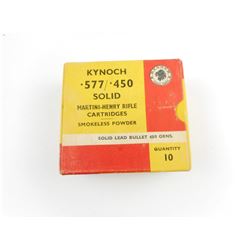 KYNOCH
·577/·450
SOLID
MARTINI-HENRY RIFLE
CARTRIDGES
SMOKELESS POWDER
SOLID LEAD BULLET 480 GRNS.
QUANTITY
10